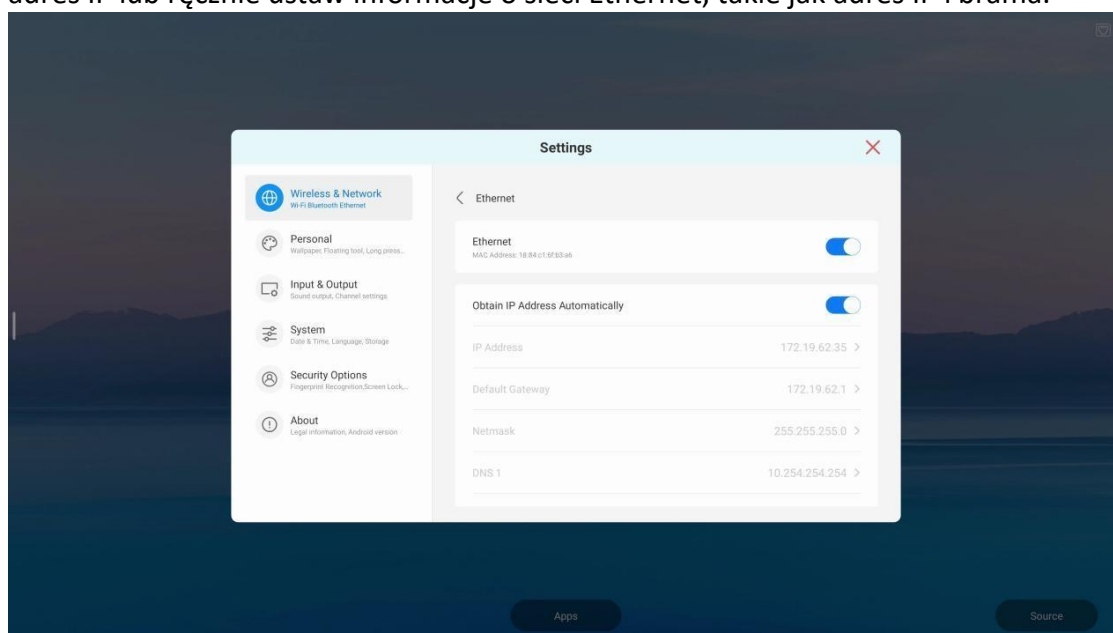 adres IP lub ręcznie ustaw informacje o sieci Ethernet, takie jak adres IP i brama.
Settings
Wireless & Network
Wi-Fi Bluetooth Ethernet
Personal
Wallpaper, Floating tool, Long press...
Input & Output
Sound output, Channel settings
System
Date & Time, Language, Storage
Security Options
Fingerprint Recognition,Screen Lock,...
About
Legal information, Android version
Ethernet
Ethernet
MAC Address: 18:84:c1:6f:b3:a6
Obtain IP Address Automatically
IP Address 172.19.62.35
Default Gateway 172.19.62.1
Netmask 255.255.255.0
DNS 1 10.254.254.254
Apps
Source